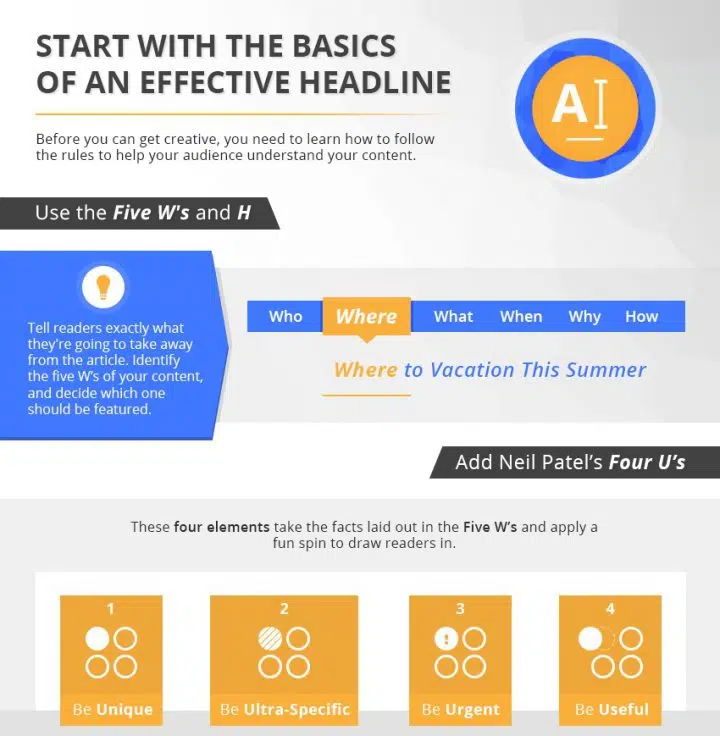 START WITH THE BASICS
OF AN EFFECTIVE HEADLINE
A
Before you can get creative, you need to learn how to follow
the rules to help your audience understand your content.
Use the Five W's and H
Tell readers exactly what
they're going to take away
from the article. Identify
the five W's of your content,
and decide which one
should be featured.
Who Where What When Why How
Where to Vacation This Summer
Add Neil Patel's Four U's
These four elements take the facts laid out in the Five W's and apply a
fun spin to draw readers in.
1 2 3 4
!
Be Unique Be Ultra-Specific Be Urgent Be Useful